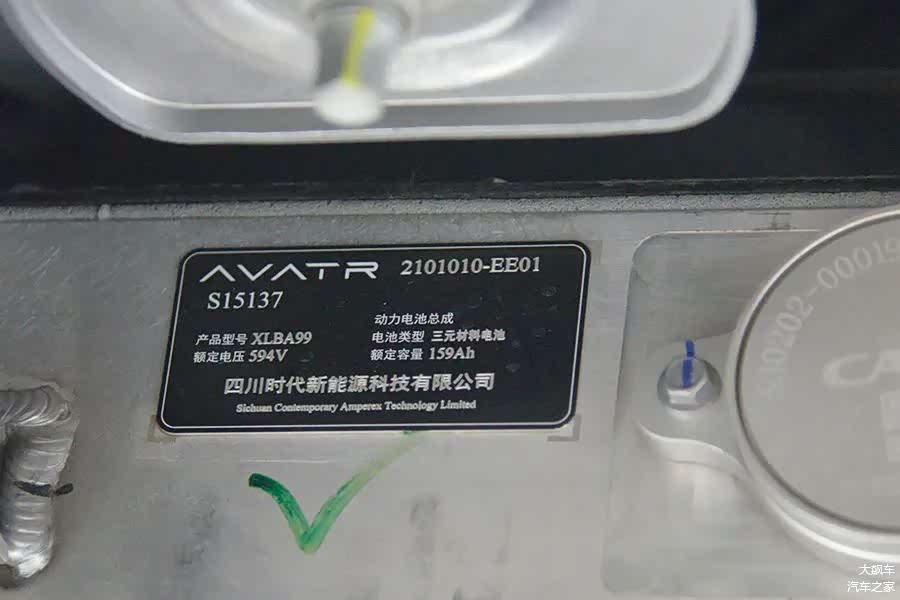 AVATR 2101010-EE01
S15137
动力电池总成
产品型号 XLBA99 电池类型 三元材料电池
额定电压 594V 额定容量 159Ah
四川时代新能源科技有限公司
Sichuan Contemporary Amperex Technology Limited
大飙车
汽车之家